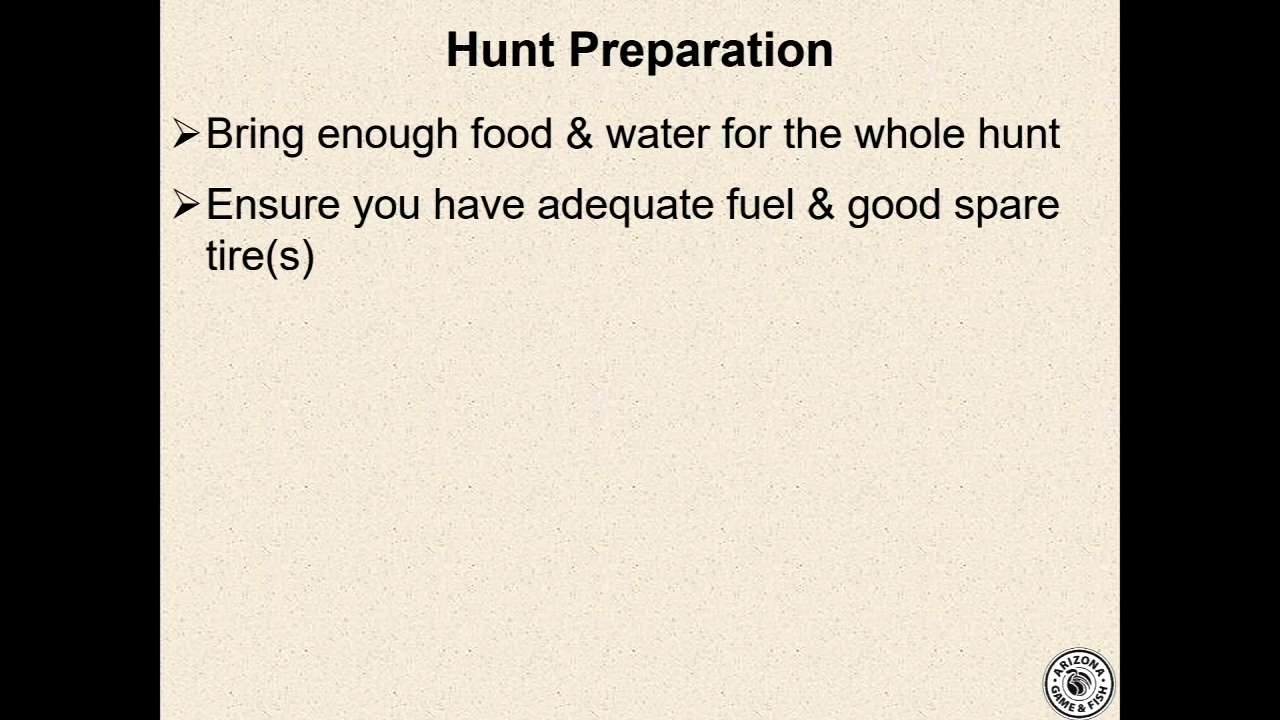 Hunt Preparation
➢Bring enough food & water for the whole hunt
➢Ensure you have adequate fuel & good spare
tire(s)
ARIZONA
GAME & FISH